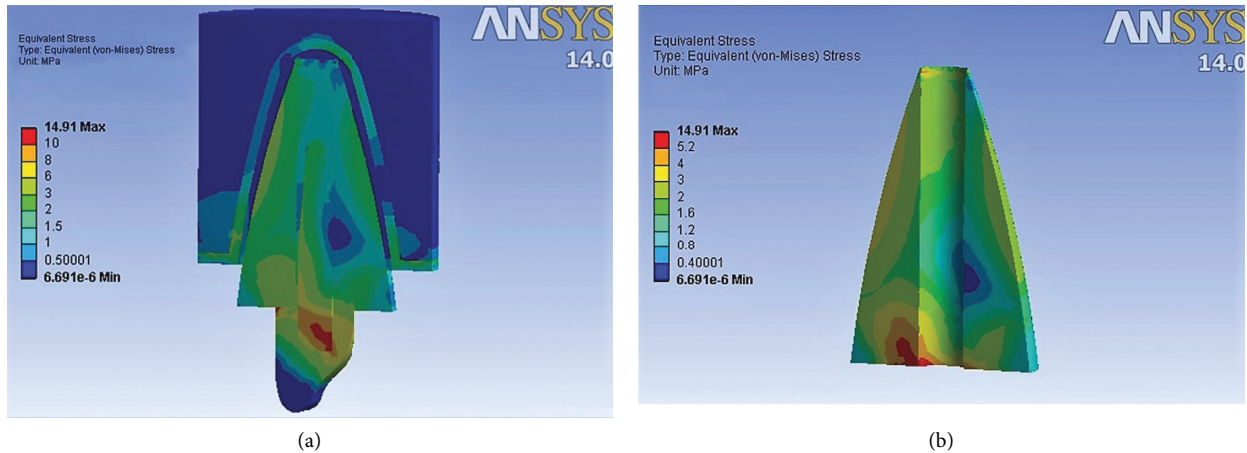 ANSYS
14.0
Equivalent Stress
Type: Equivalent (von-Mises) Stress
Unit: MPa
14.91 Max
10
8
6
3
2
1.5
1
0.50001
6.691e-6 Min
(a)
ANSYS
14.0
Equivalent Stress
Type: Equivalent (von-Mises) Stress
Unit: MPa
14.91 Max
5.2
4
3
2
1.6
1.2
0.8
0.40001
6.691e-6 Min
(b)